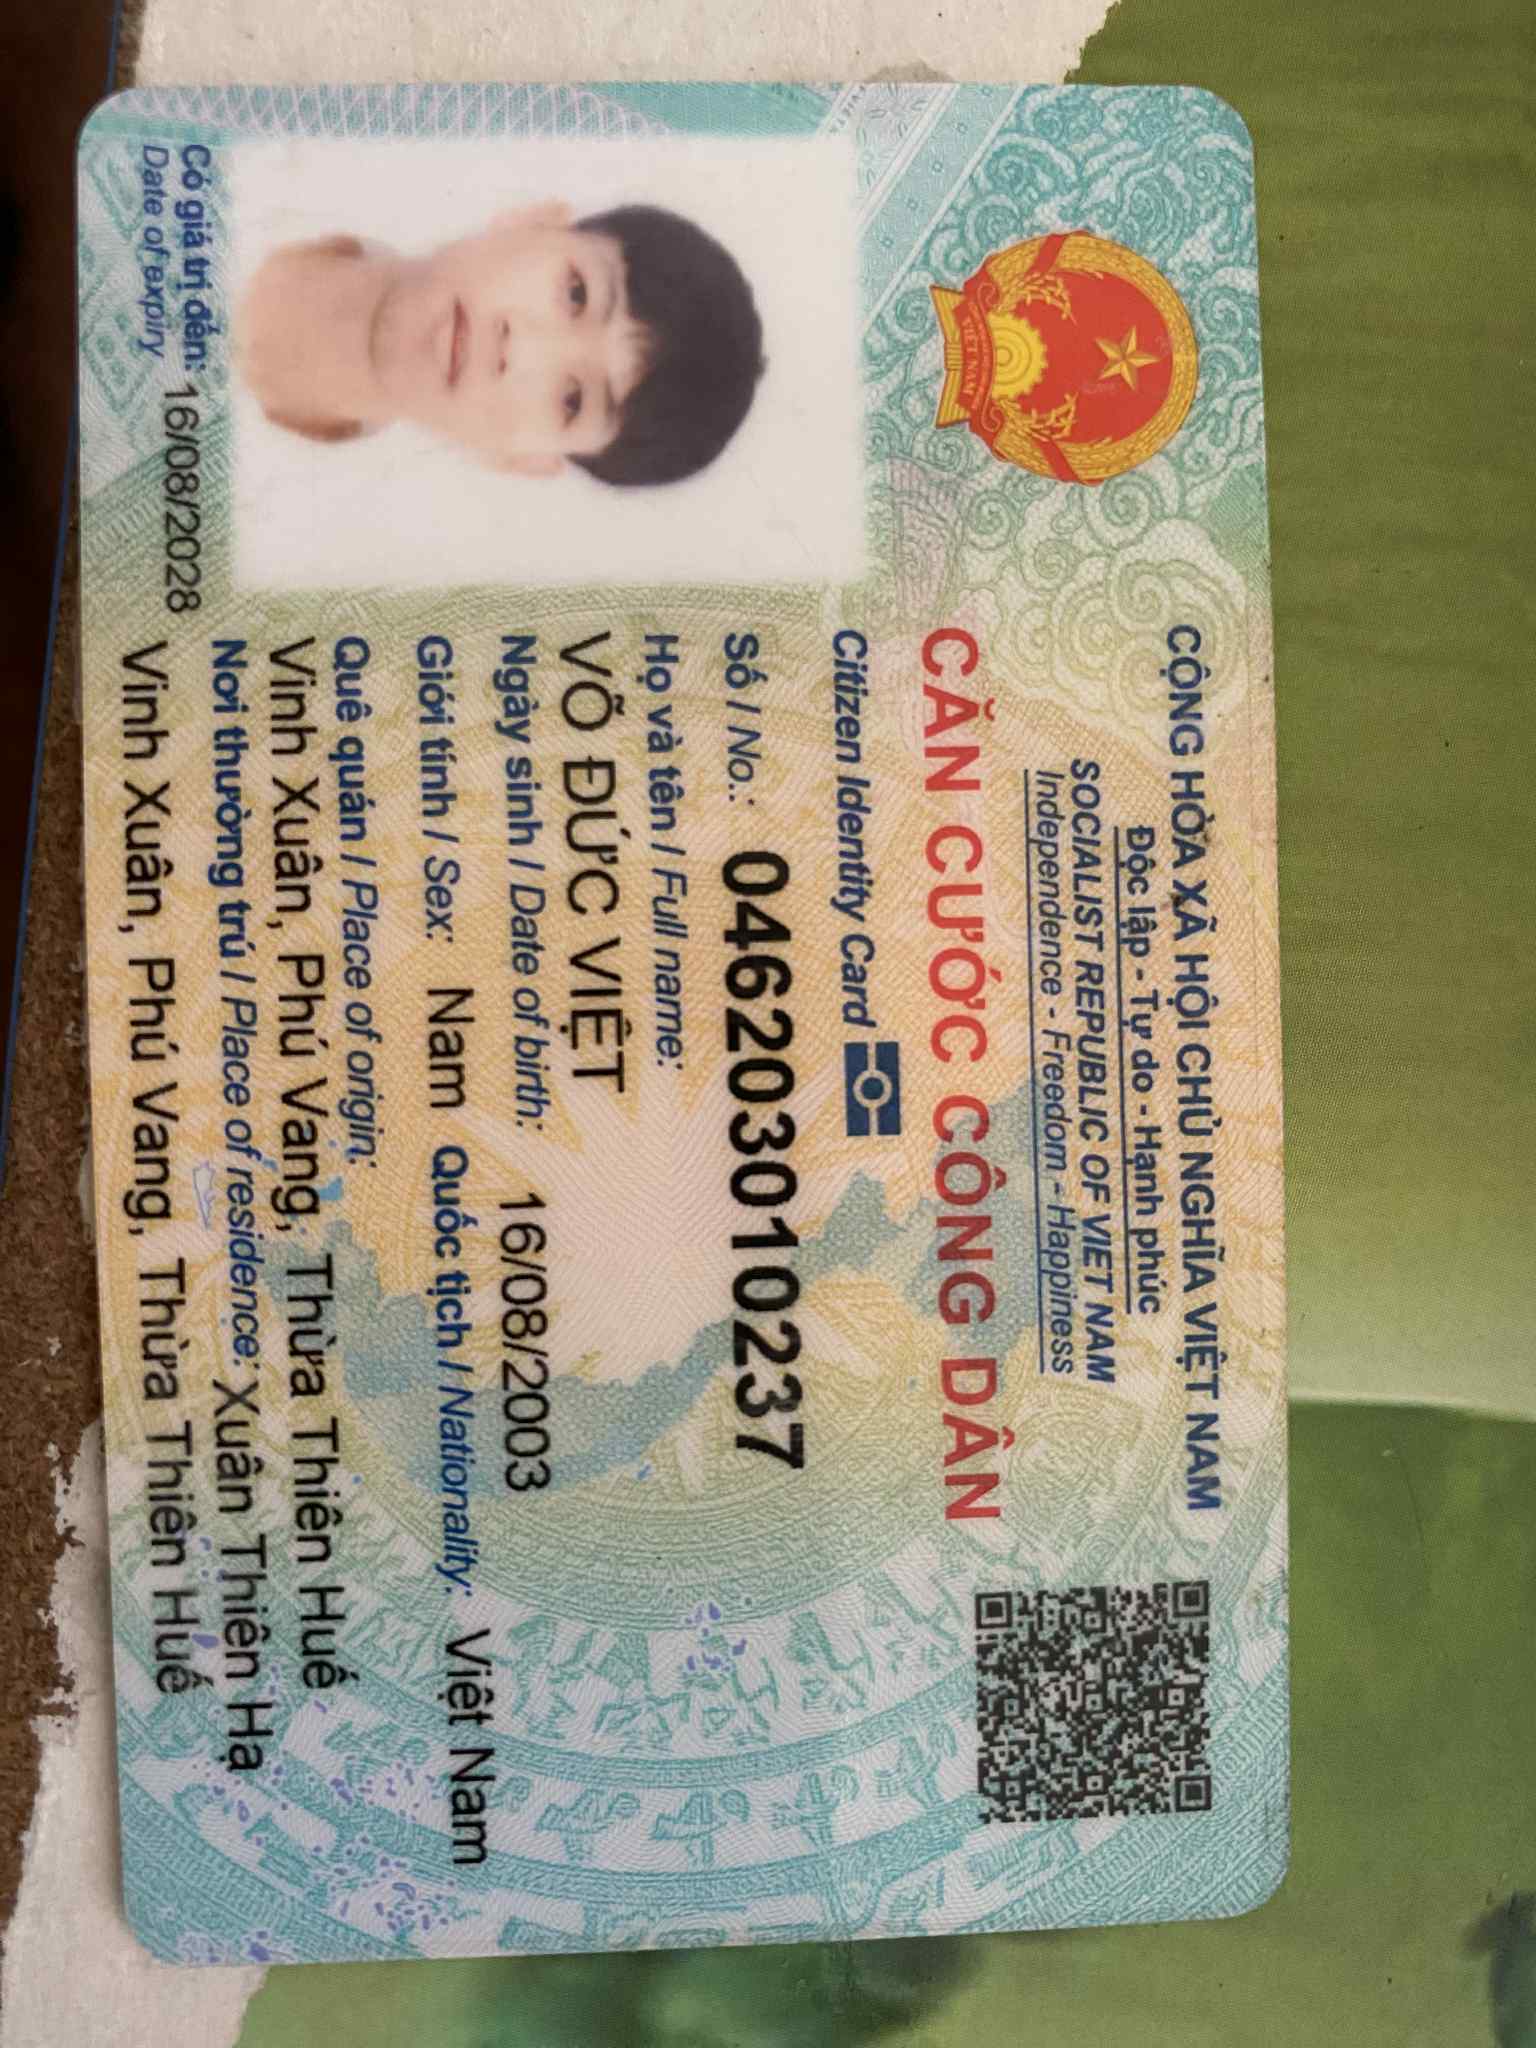 CỘNG HÒA XÃ HỘI CHỦ NGHĨA VIỆT NAM
Độc lập - Tự do - Hạnh phúc
SOCIALIST REPUBLIC OF VIET NAM
Independence - Freedom - Happiness
CĂN CƯỚC CÔNG DÂN
Citizen Identity Card
Số / No.: 046203010237
Họ và tên / Full name:
VÕ ĐỨC VIỆT
Ngày sinh / Date of birth: 16/08/2003
Giới tính / Sex: Nam Quốc tịch / Nationality: Việt Nam
Quê quán / Place of origin:
Vinh Xuân, Phú Vang, Thừa Thiên Huế
Nơi thường trú / Place of residence: Xuân Thiên Hạ
Vinh Xuân, Phú Vang, Thừa Thiên Huế
Có giá trị đến: 16/08/2028
Date of expiry
VIỆT NAM